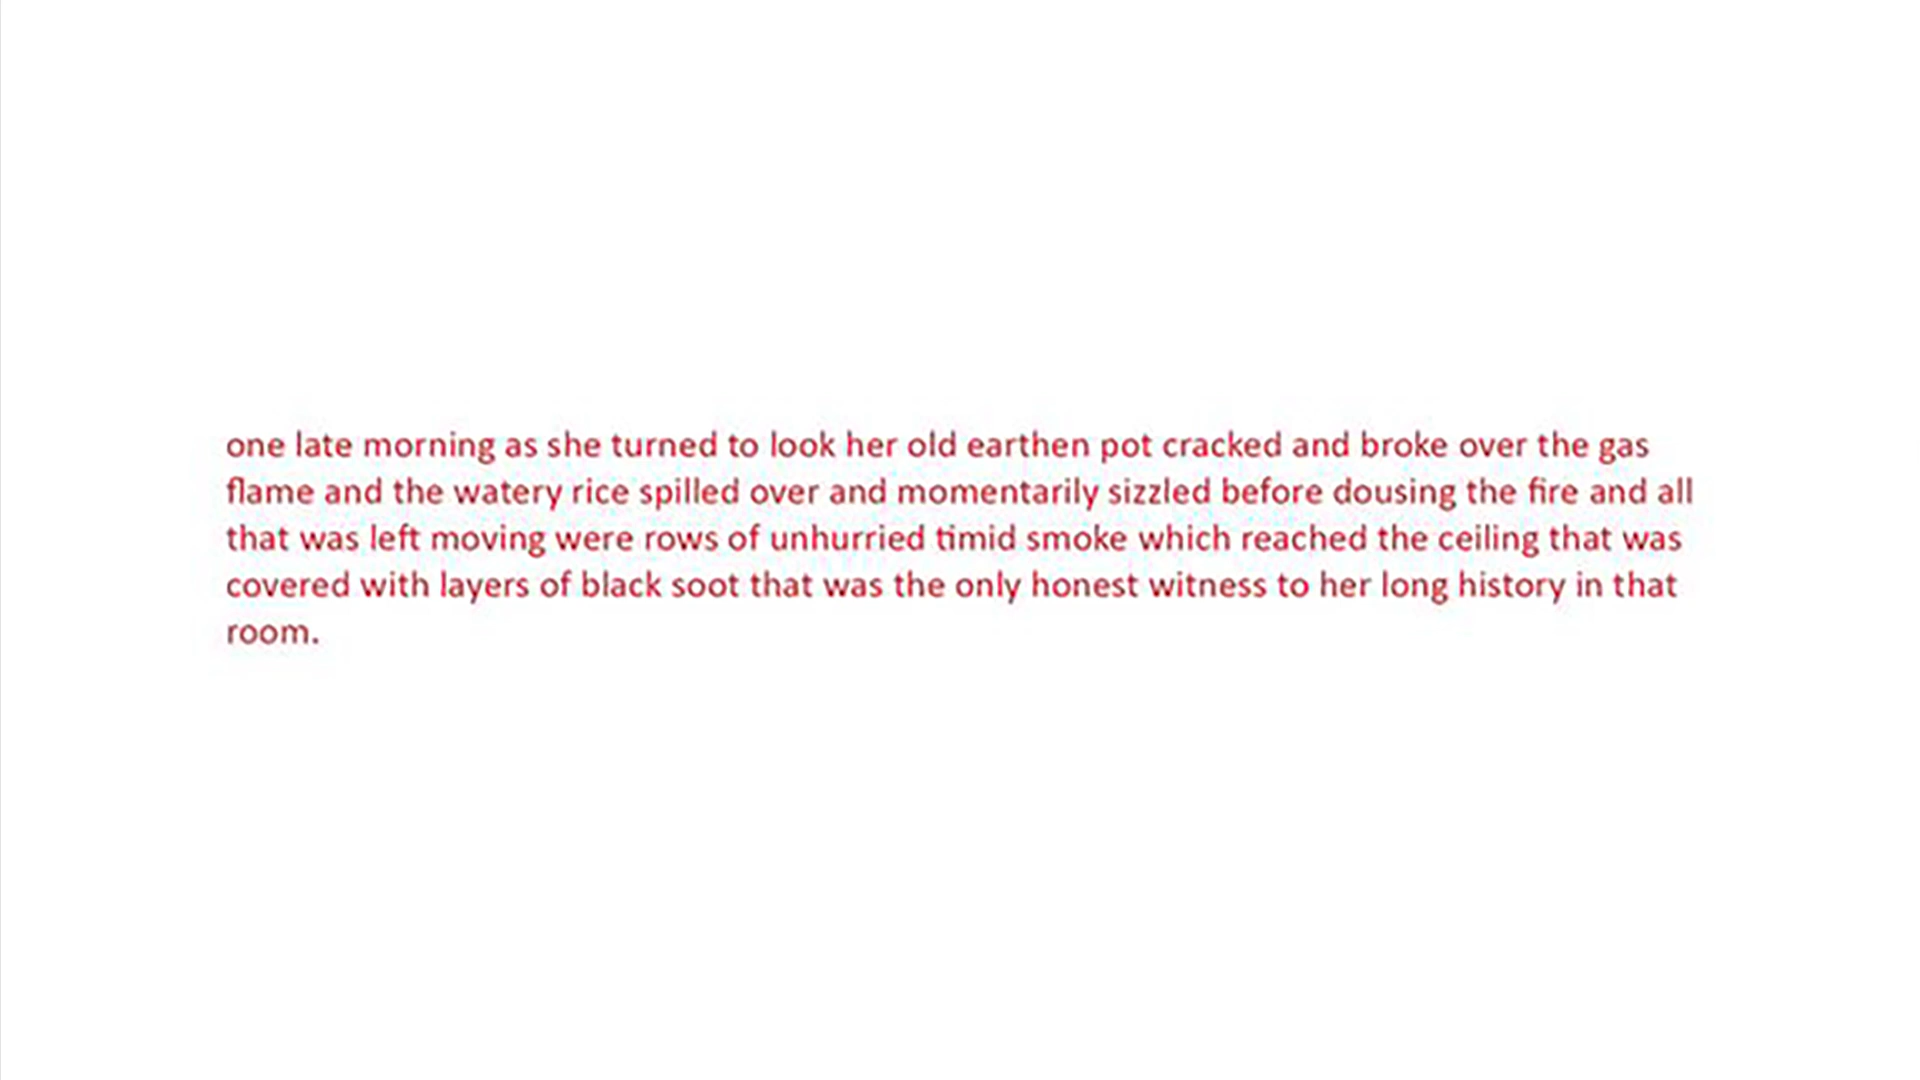 one late morning as she turned to look her old earthen pot cracked and broke over the gas
flame and the watery rice spilled over and momentarily sizzled before dousing the fire and all
that was left moving were rows of unhurried timid smoke which reached the ceiling that was
covered with layers of black soot that was the only honest witness to her long history in that
room.